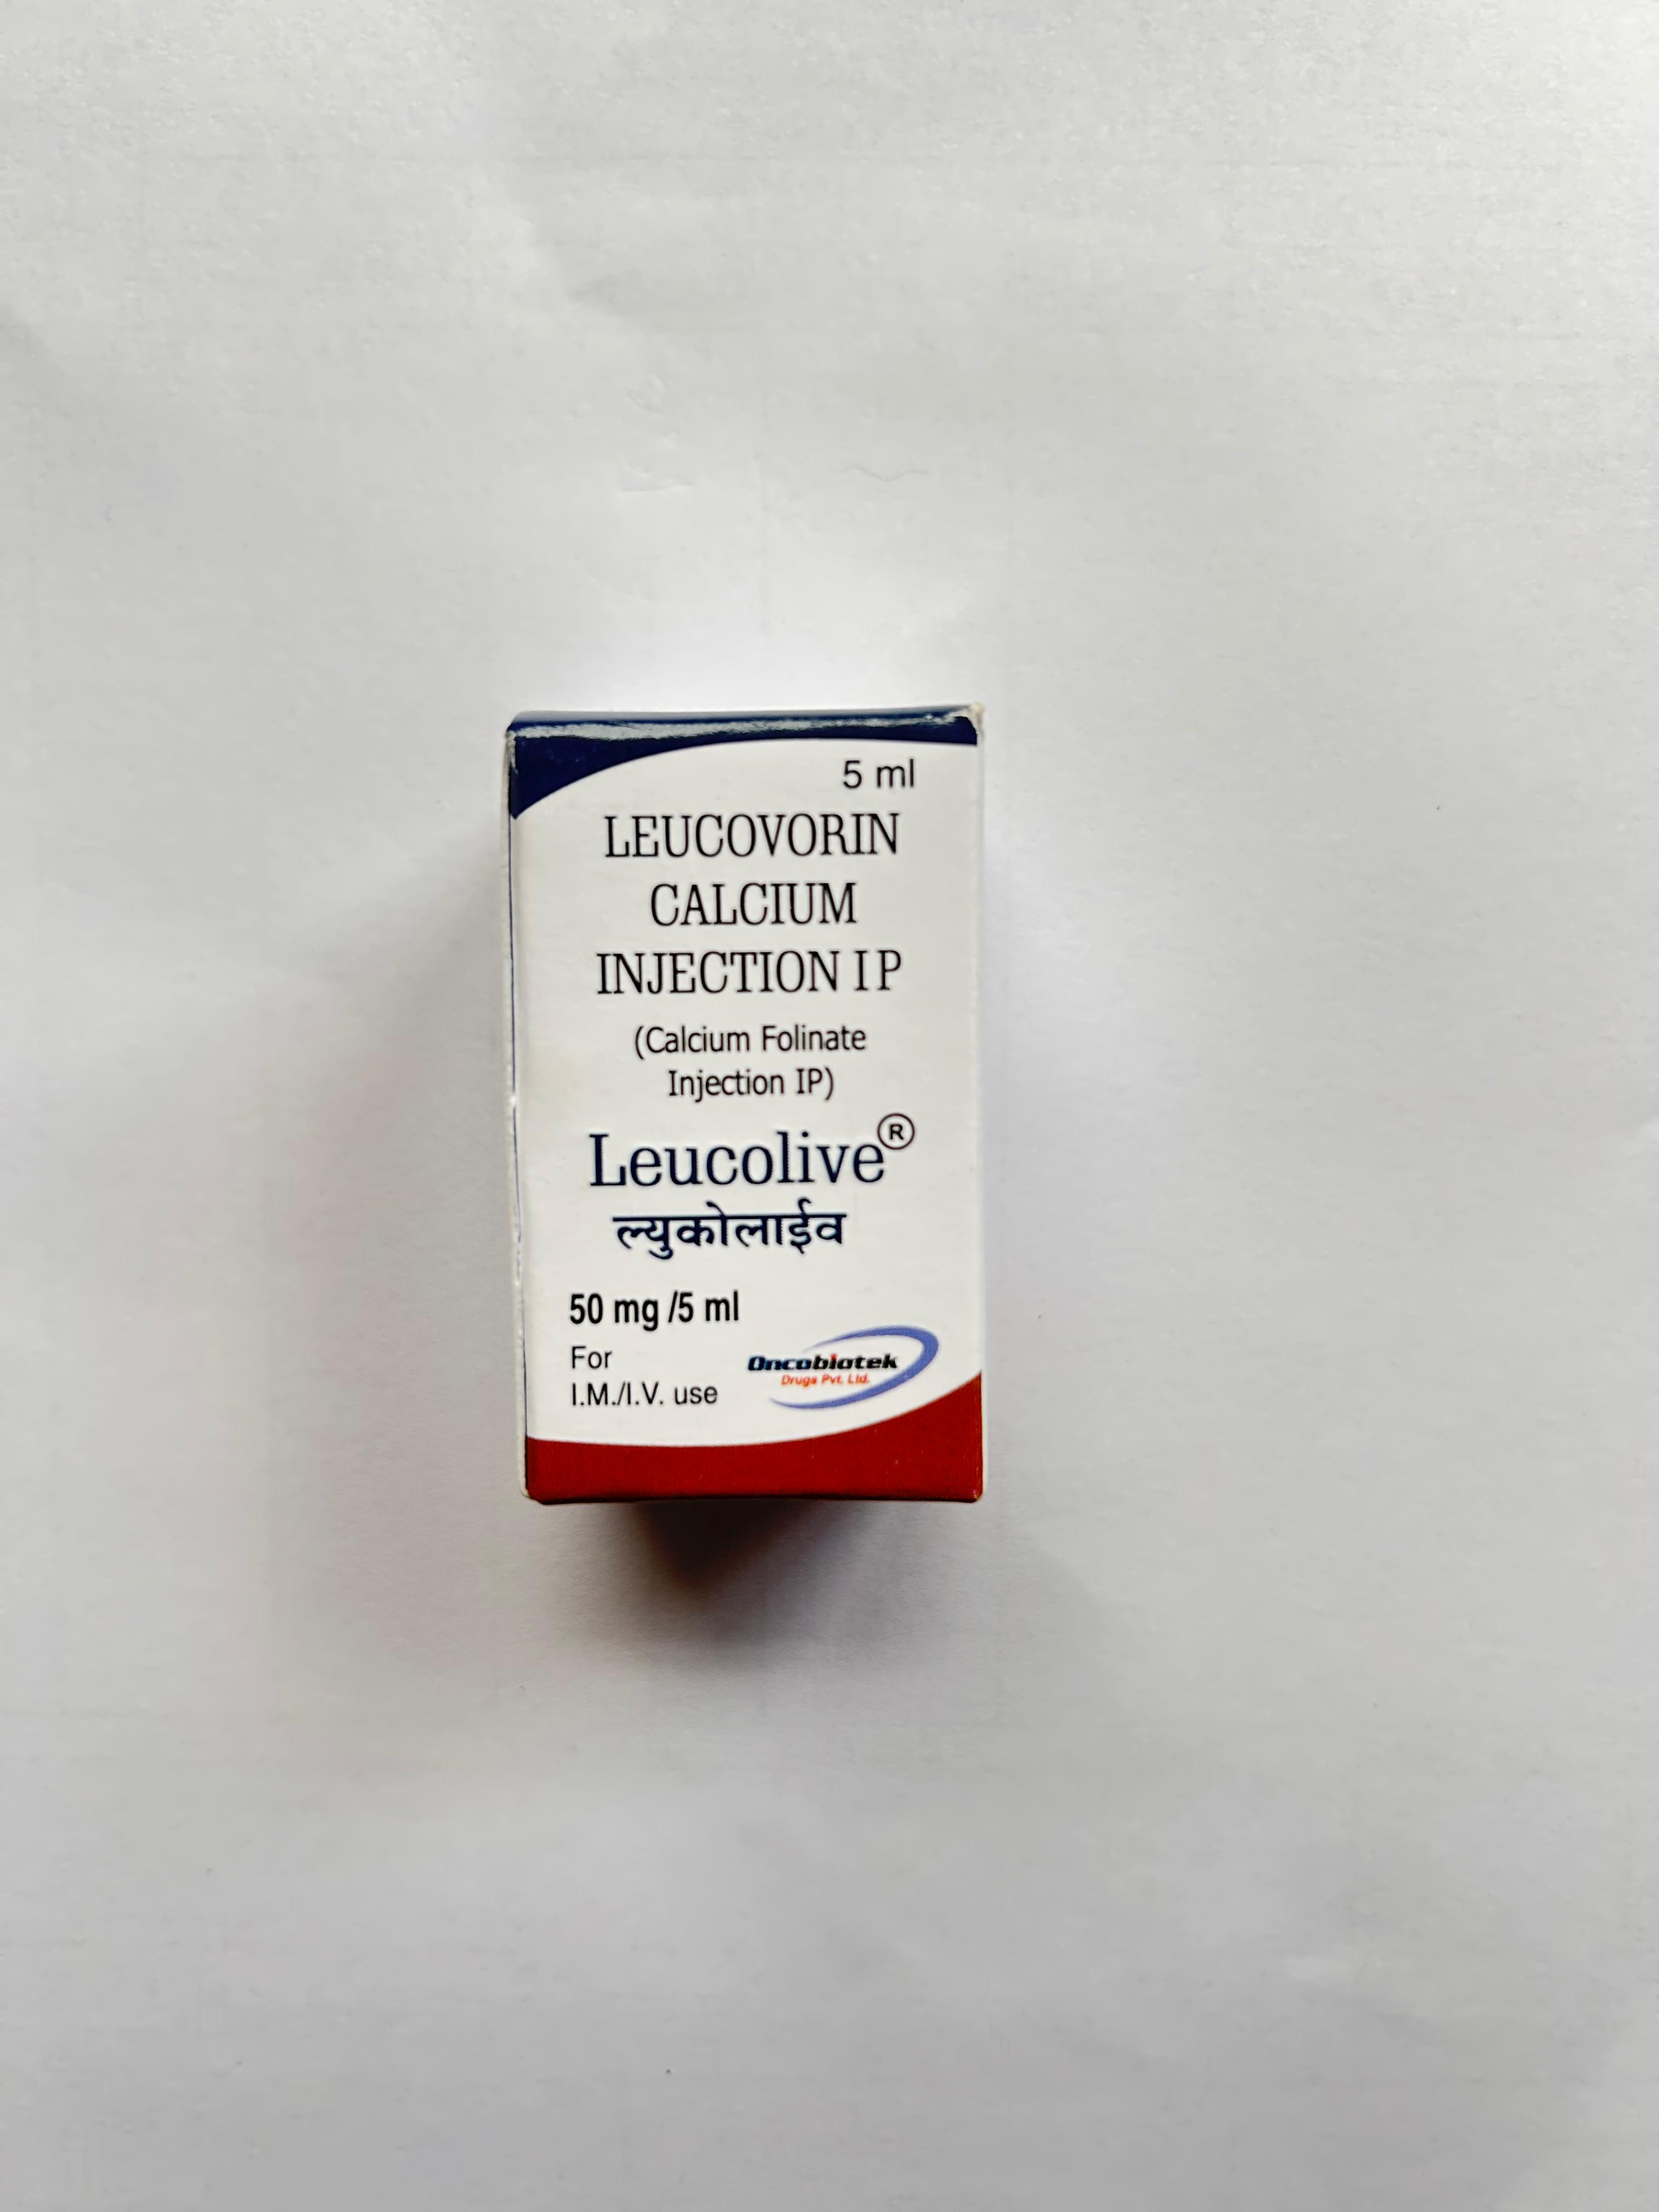 5 ml
LEUCOVORIN
CALCIUM
INJECTION I P
(Calcium Folinate
Injection IP)
Leucolive®
ल्युकोलाईव
50 mg /5 ml
For
I.M./I.V. use
Oncobiotek
Drugs Pvt. Ltd.